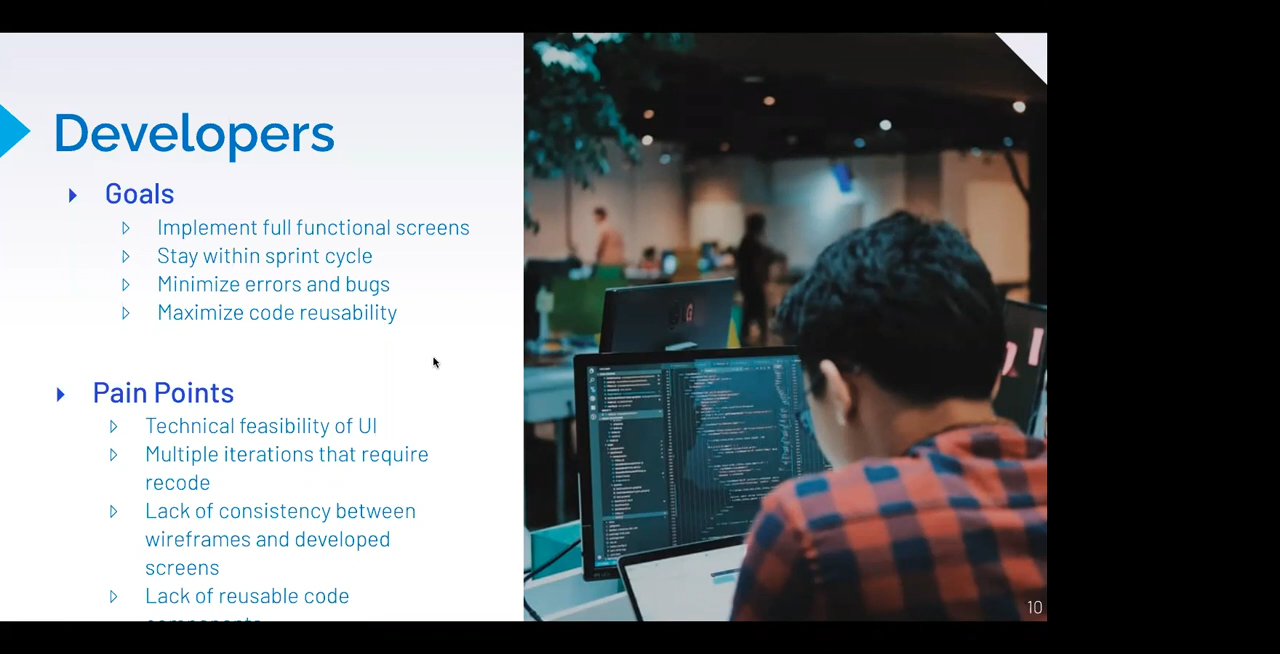 Developers
Goals
Implement full functional screens
Stay within sprint cycle
Minimize errors and bugs
Maximize code reusability
Pain Points
Technical feasibility of UI
Multiple iterations that require
recode
Lack of consistency between
wireframes and developed
screens
Lack of reusable code
10